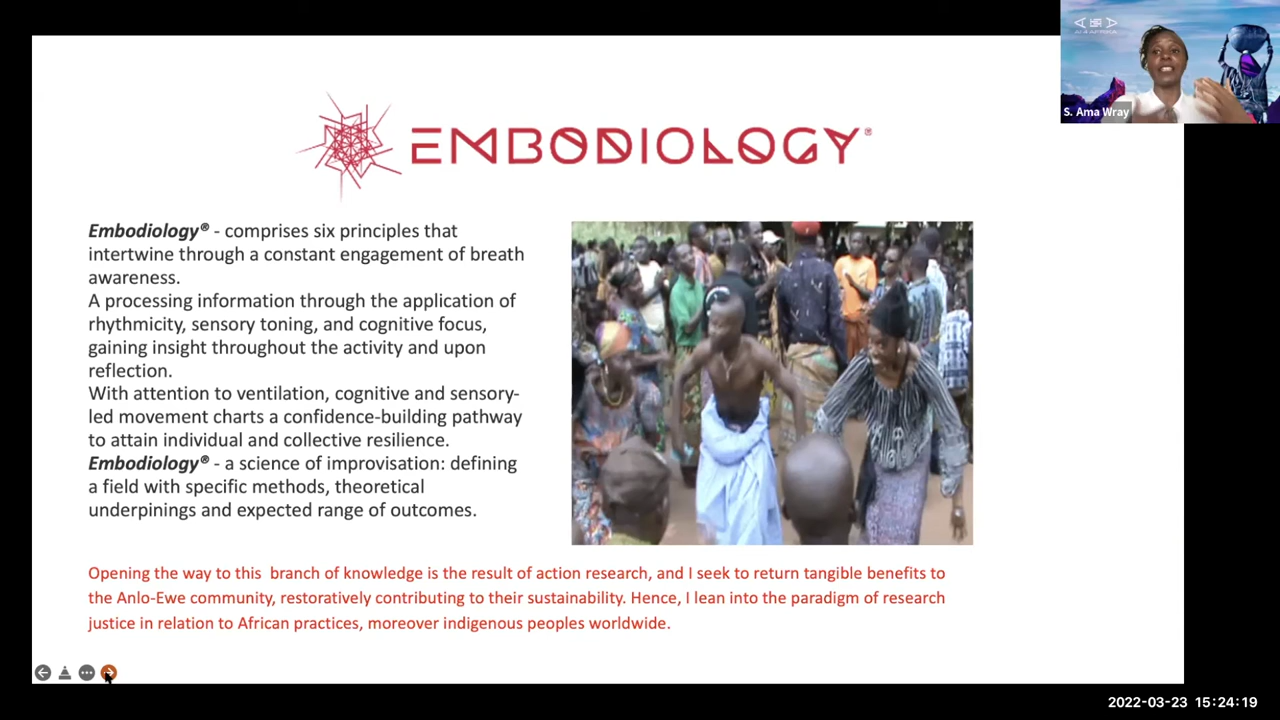 S. Ama Wray
EMBODIOLOGY®
Embodiology® - comprises six principles that
intertwine through a constant engagement of breath
awareness.
A processing information through the application of
rhythmicity, sensory toning, and cognitive focus,
gaining insight throughout the activity and upon
reflection.
With attention to ventilation, cognitive and sensory-
led movement charts a confidence-building pathway
to attain individual and collective resilience.
Embodiology® - a science of improvisation: defining
a field with specific methods, theoretical
underpinings and expected range of outcomes.
Opening the way to this  branch of knowledge is the result of action research, and I seek to return tangible benefits to
the Anlo-Ewe community, restoratively contributing to their sustainability. Hence, I lean into the paradigm of research
justice in relation to African practices, moreover indigenous peoples worldwide.
2022-03-23 15:24:19